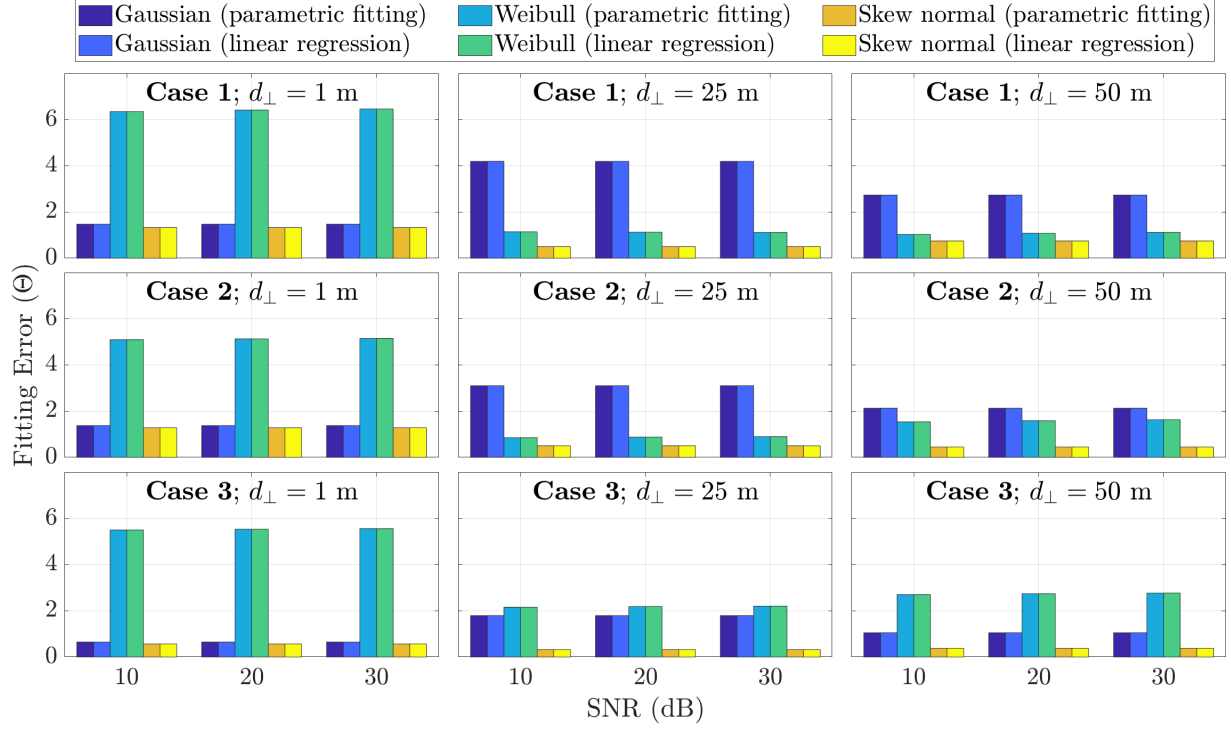 Gaussian (parametric fitting) Weibull (parametric fitting) Skew normal (parametric fitting)
Gaussian (linear regression) Weibull (linear regression) Skew normal (linear regression)
Case 1; d⊥ = 1 m
Case 1; d⊥ = 25 m
Case 1; d⊥ = 50 m
6
4
2
0
Case 2; d⊥ = 1 m
Case 2; d⊥ = 25 m
Case 2; d⊥ = 50 m
6
4
2
0
Fitting Error (Θ)
Case 3; d⊥ = 1 m
Case 3; d⊥ = 25 m
Case 3; d⊥ = 50 m
6
4
2
0
10 20 30 10 20 30 10 20 30
SNR (dB)